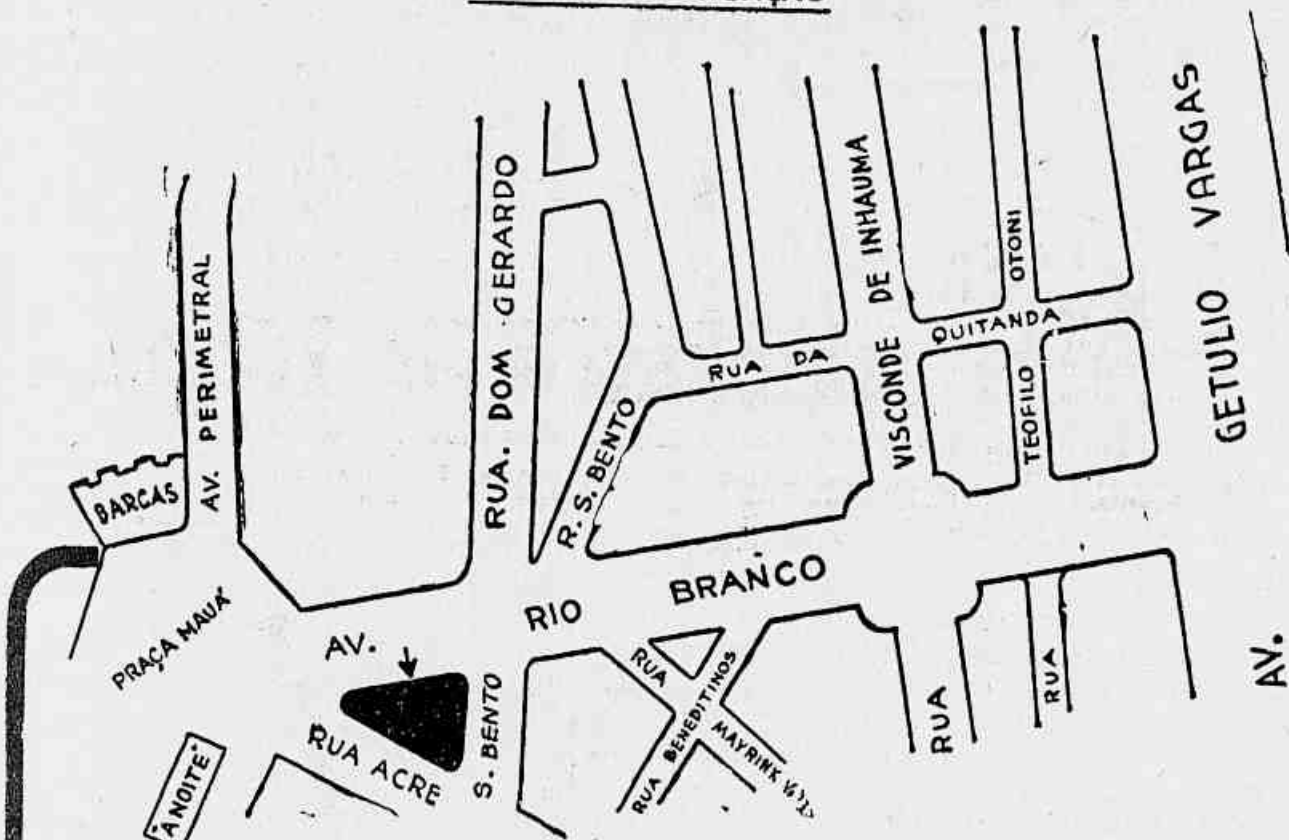 AV. PERIMETRAL
BARCAS
PRAÇA MAUÁ
"A NOITE"
RUA. DOM GERARDO
R. S. BENTO
RUA DA QUITANDA
VISCONDE DE INHAUMA
TEOFILO OTONI
AV. GETULIO VARGAS
AV. RIO BRANCO
RUA ACRE
S. BENTO
RUA MAYRINK
RUA BENEDITINOS
RUA
RUA